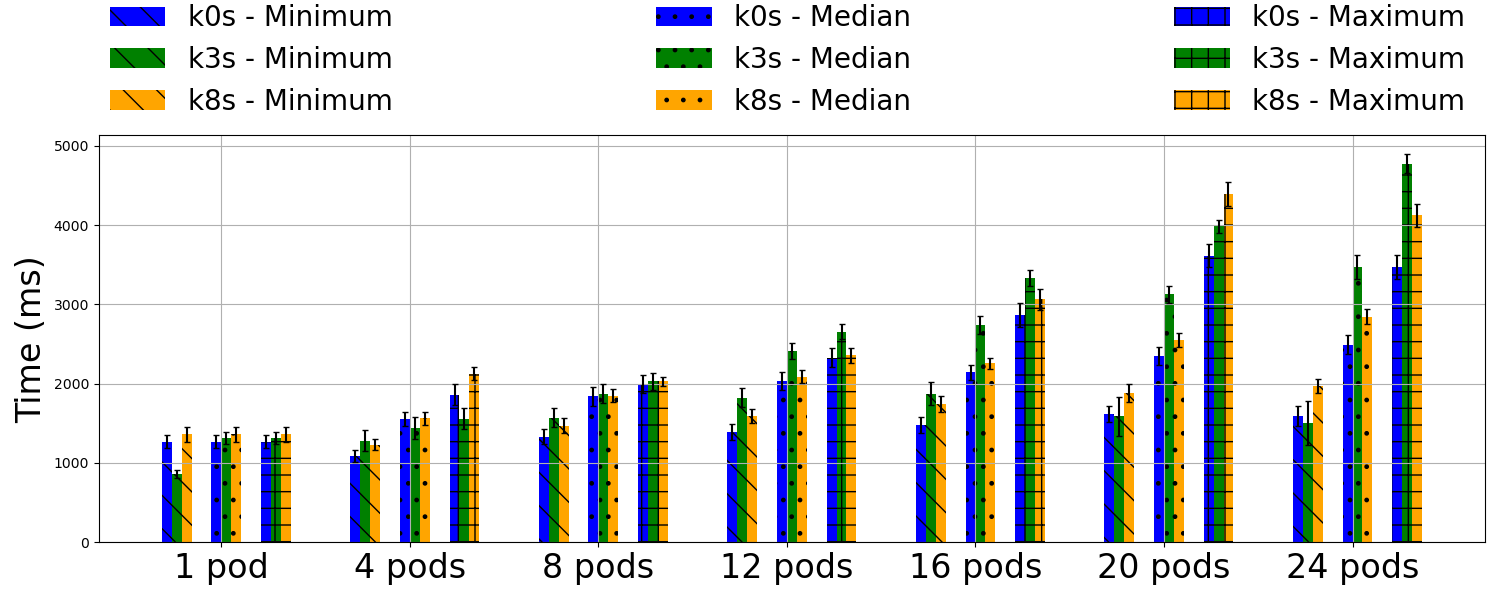 k0s - Minimum k0s - Median k0s - Maximum
k3s - Minimum k3s - Median k3s - Maximum
k8s - Minimum k8s - Median k8s - Maximum
5000
4000
3000
2000
1000
0
Time (ms)
1 pod 4 pods 8 pods 12 pods 16 pods 20 pods 24 pods